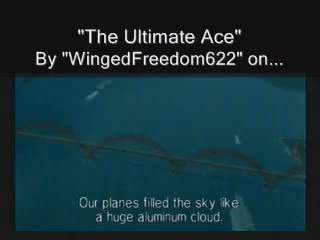 "The Ultimate Ace"
By "WingedFreedom622" on...
Our planes filled the sky like
a huge aluminum cloud.